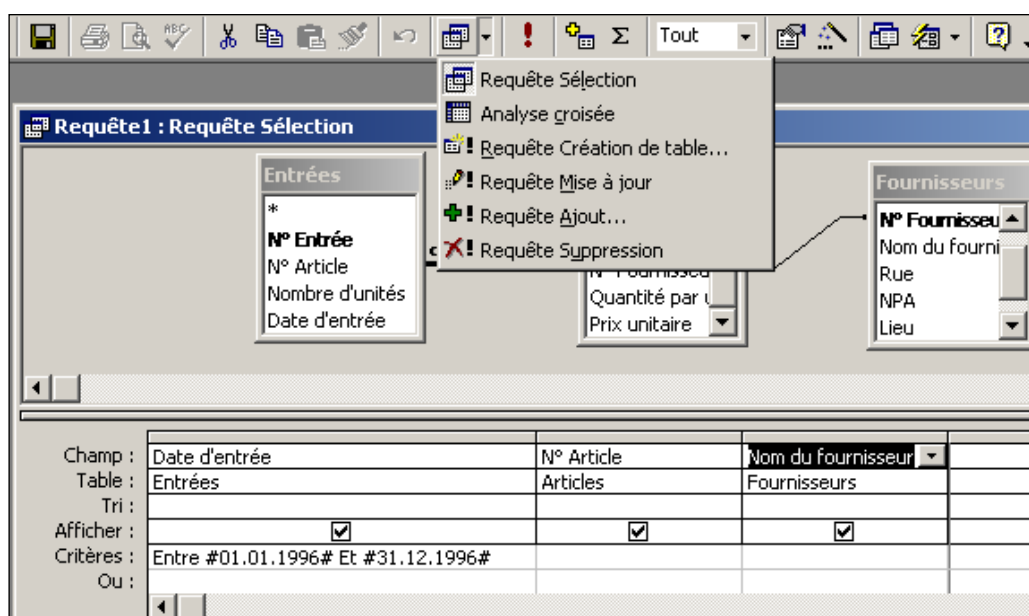 ABC
Tout
Requête Sélection
Analyse croisée
Requête Création de table...
Requête Mise à jour
Requête Ajout...
Requête Suppression
Requête1 : Requête Sélection
Entrées
*
N° Entrée
N° Article
Nombre d'unités
Date d'entrée
N° Fournisseu
Quantité par u
Prix unitaire
Fournisseurs
N° Fournisseu
Nom du fourni
Rue
NPA
Lieu
Champ : Date d'entrée N° Article Nom du fournisseur
Table : Entrées Articles Fournisseurs
Tri :
Afficher :
Critères : Entre #01.01.1996# Et #31.12.1996#
Ou :